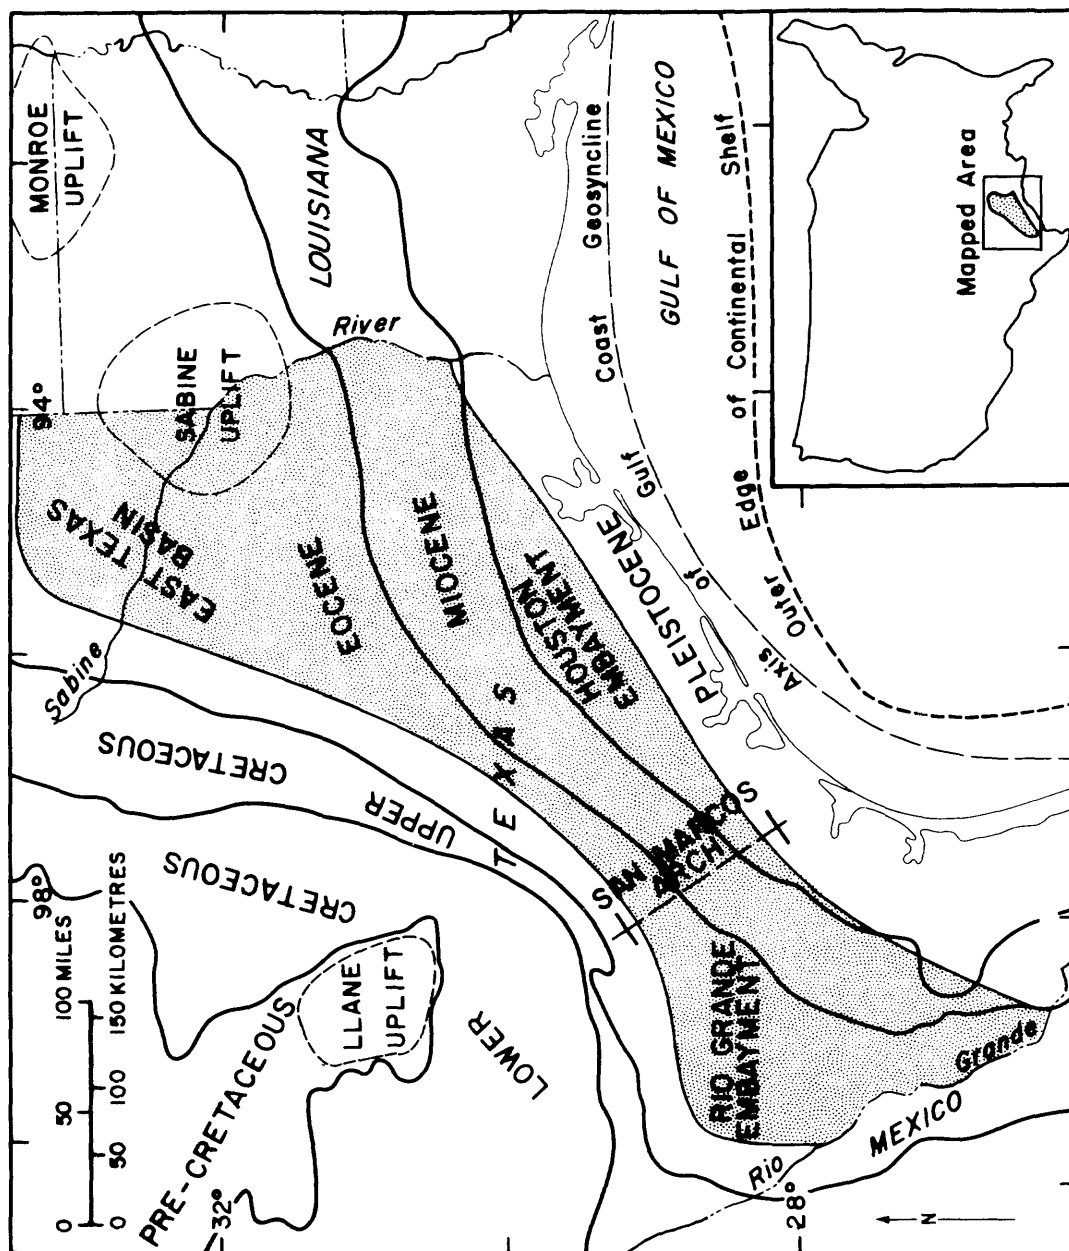 MONROE
UPLIFT
LOUISIANA
SABINE
UPLIFT
River
94°
EAST TEXAS
BASIN
Sabine
EOCENE
MIOCENE
HOUSTON
EMBAYMENT
PLEISTOCENE
TEXAS
UPPER
CRETACEOUS
LOWER
CRETACEOUS
98°
PRE-CRETACEOUS
LLANE
UPLIFT
SAN MARCOS
ARCH
RIO GRANDE
EMBAYMENT
Rio Grande
MEXICO
32°
28°
N
0 50 100 MILES
0 50 100 150 KILOMETRES
GULF OF MEXICO
Axis of Gulf Coast Geosyncline
Outer Edge of Continental Shelf
Mapped Area